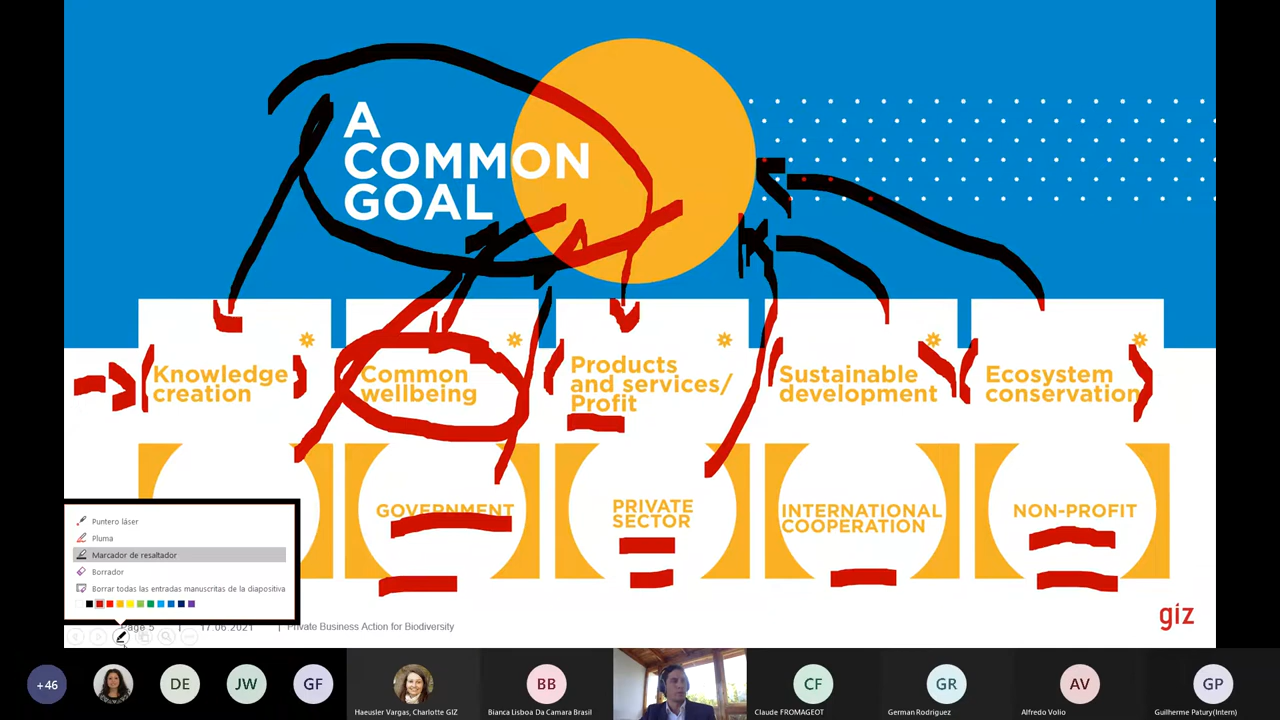 A
COMMON
GOAL
Knowledge
creation
Common
wellbeing
Products
and services/
Profit
Sustainable
development
Ecosystem
conservation
GOVERNMENT
PRIVATE
SECTOR
INTERNATIONAL
COOPERATION
NON-PROFIT
Puntero láser
Pluma
Marcador de resaltador
Borrador
Borrar todas las entradas manuscritas de la diapositiva
Page 5 | 17.06.2021 | Private Business Action for Biodiversity
giz
+46
DE
JW
GF
Haeusler Vargas, Charlotte GIZ
BB
Bianca Lisboa Da Camara Brasil
CF
Claude FROMAGEOT
GR
German Rodriguez
AV
Alfredo Volio
GP
Guilherme Patury(Intern)